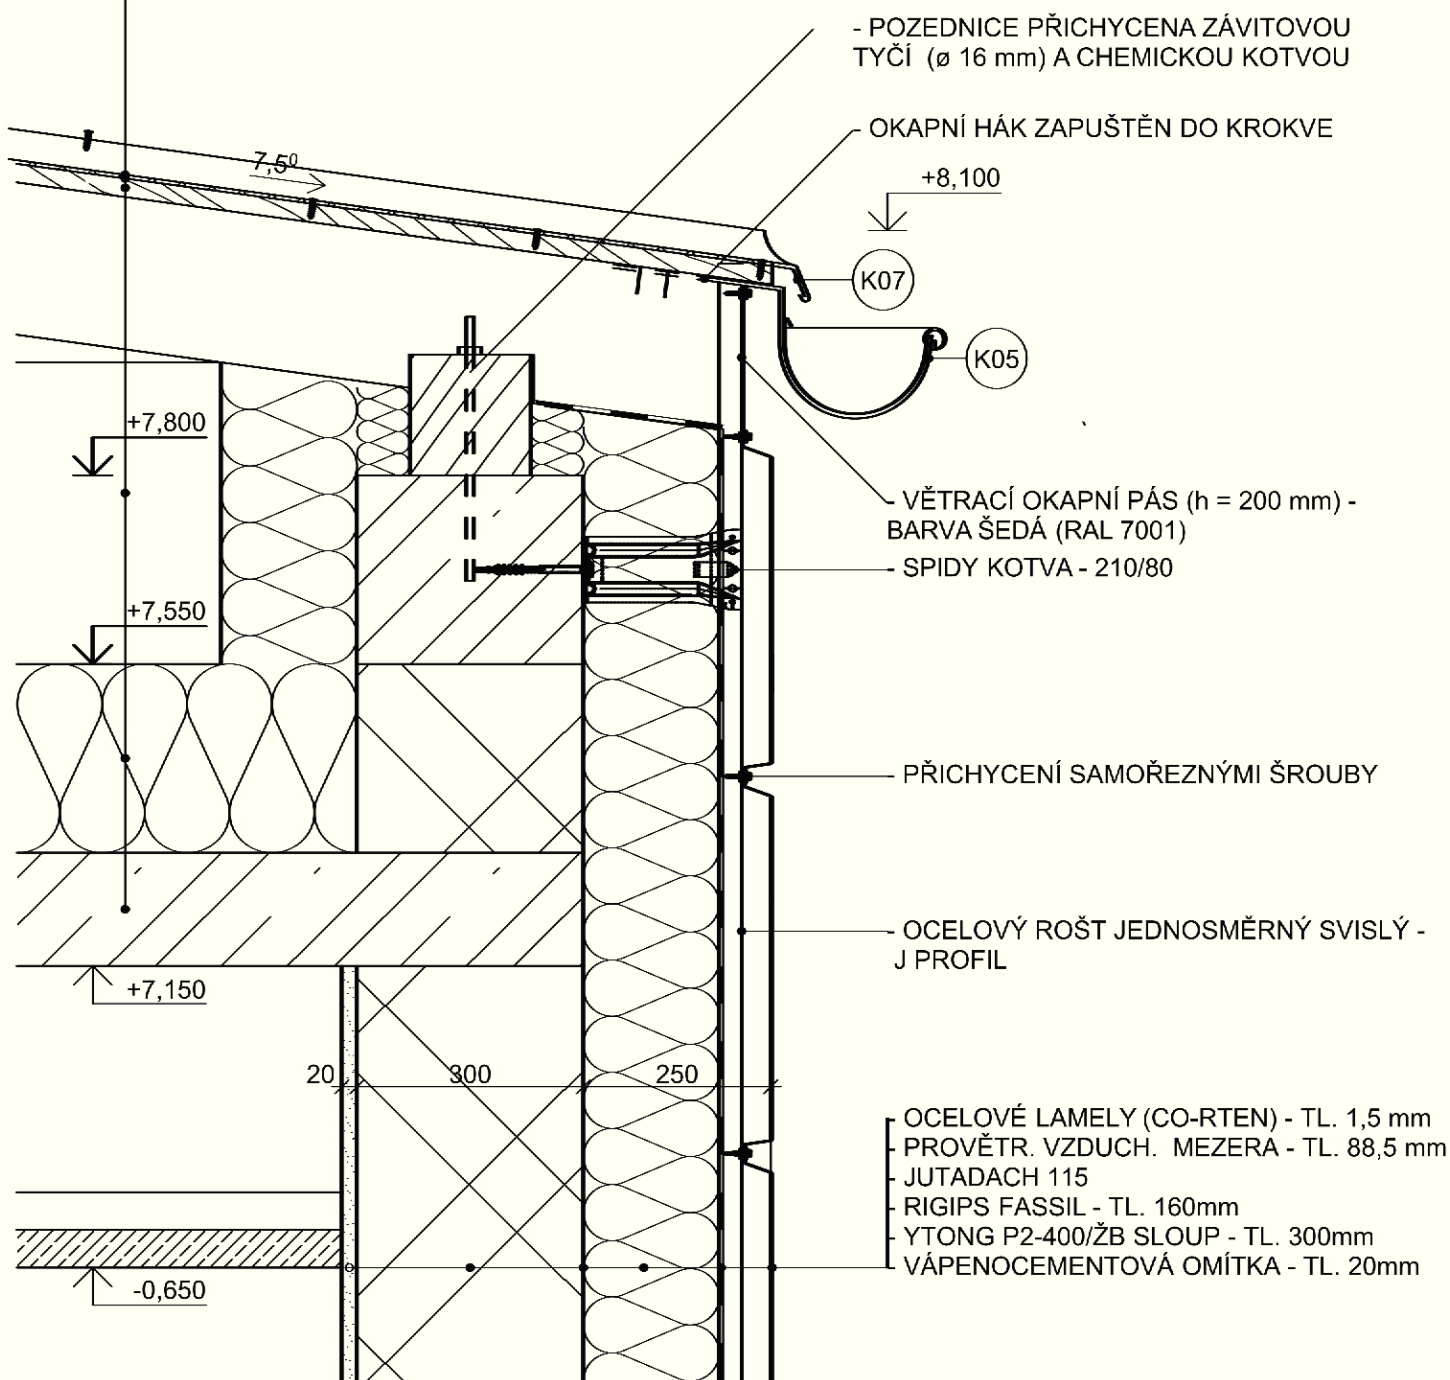 - POZEDNICE PŘICHYCENA ZÁVITOVOU
TYČÍ (ø 16 mm) A CHEMICKOU KOTVOU
- OKAPNÍ HÁK ZAPUŠTĚN DO KROKVE
7,5⁰
+8,100
K07
K05
+7,800
- VĚTRACÍ OKAPNÍ PÁS (h = 200 mm) -
BARVA ŠEDÁ (RAL 7001)
- SPIDY KOTVA - 210/80
+7,550
- PŘICHYCENÍ SAMOŘEZNÝMI ŠROUBY
- OCELOVÝ ROŠT JEDNOSMĚRNÝ SVISLÝ -
J PROFIL
+7,150
20 300 250
- OCELOVÉ LAMELY (CO-RTEN) - TL. 1,5 mm
- PROVĚTR. VZDUCH. MEZERA - TL. 88,5 mm
- JUTADACH 115
- RIGIPS FASSIL - TL. 160mm
- YTONG P2-400/ŽB SLOUP - TL. 300mm
- VÁPENOCEMENTOVÁ OMÍTKA - TL. 20mm
-0,650